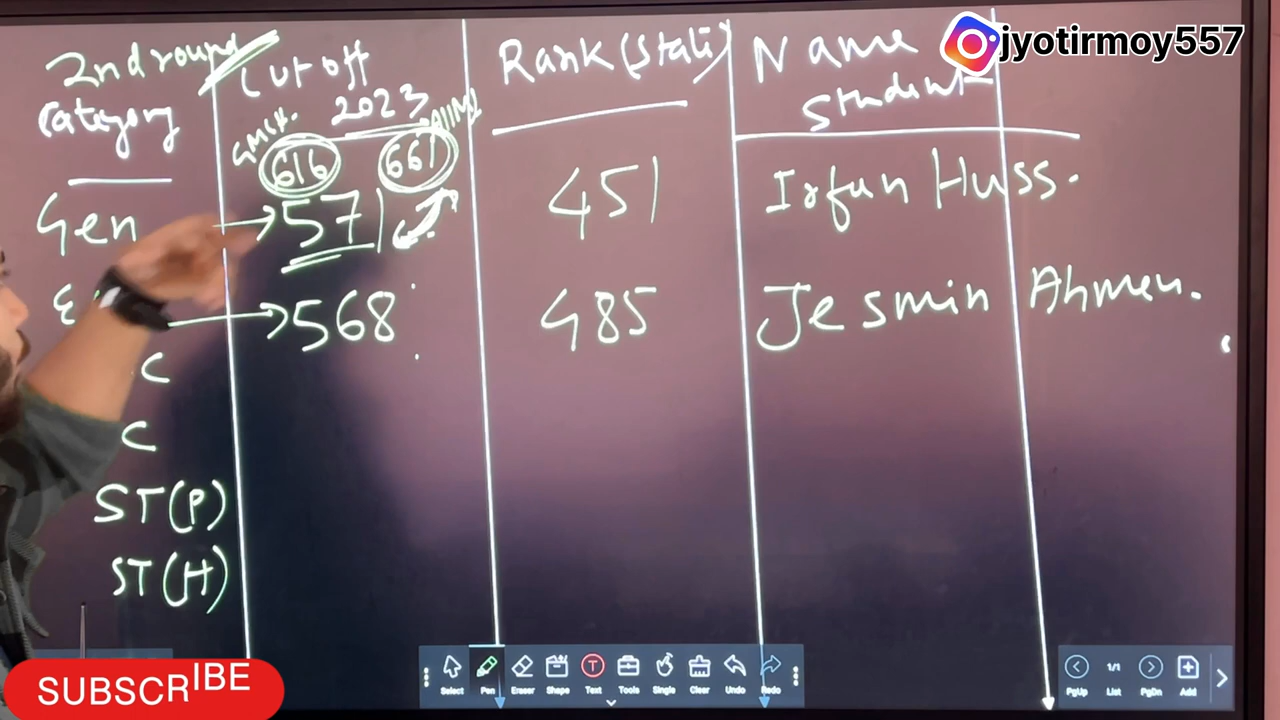 jyotirmoy557
2nd round
Category
Cut off
2023
Rank (State)
Name
Student
GMCH.
AIIMS
616
661
Gen
571
451
Irfan Huss.
568
485
Jesmin Ahmen.
C
C
ST(P)
ST(H)
SUBSCRIBE
Select
Pen
Eraser
Shape
Text
Tools
Single
Clear
Undo
Redo
PgUp
1/1
List
PgDn
Add